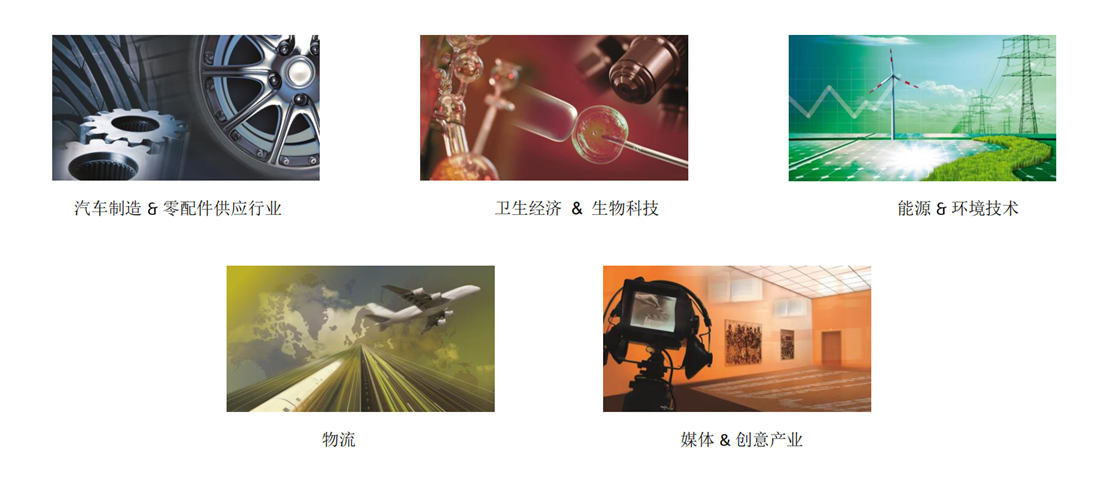 汽车制造 & 零配件供应行业
卫生经济 & 生物科技
能源 & 环境技术
物流
媒体 & 创意产业